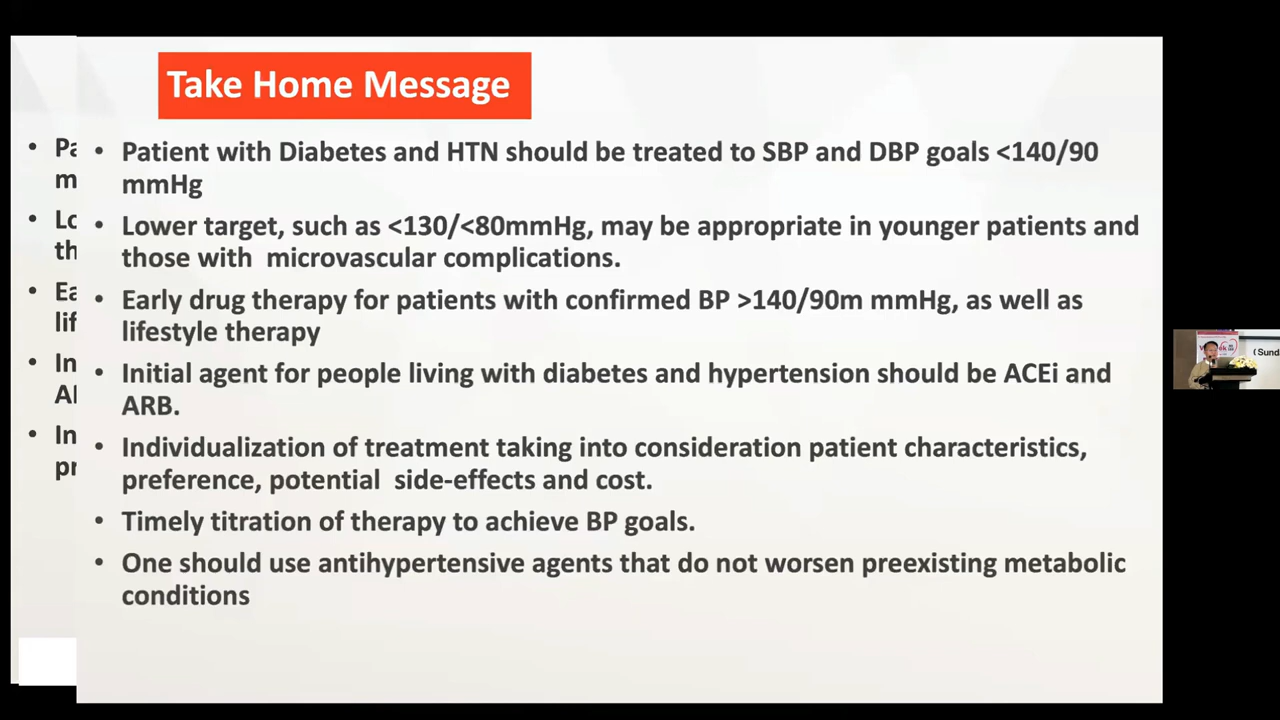 Take Home Message
• Patient with Diabetes and HTN should be treated to SBP and DBP goals <140/90
mmHg
• Lower target, such as <130/<80mmHg, may be appropriate in younger patients and
those with microvascular complications.
• Early drug therapy for patients with confirmed BP >140/90m mmHg, as well as
lifestyle therapy
• Initial agent for people living with diabetes and hypertension should be ACEi and
ARB.
• Individualization of treatment taking into consideration patient characteristics,
preference, potential side-effects and cost.
• Timely titration of therapy to achieve BP goals.
• One should use antihypertensive agents that do not worsen preexisting metabolic
conditions